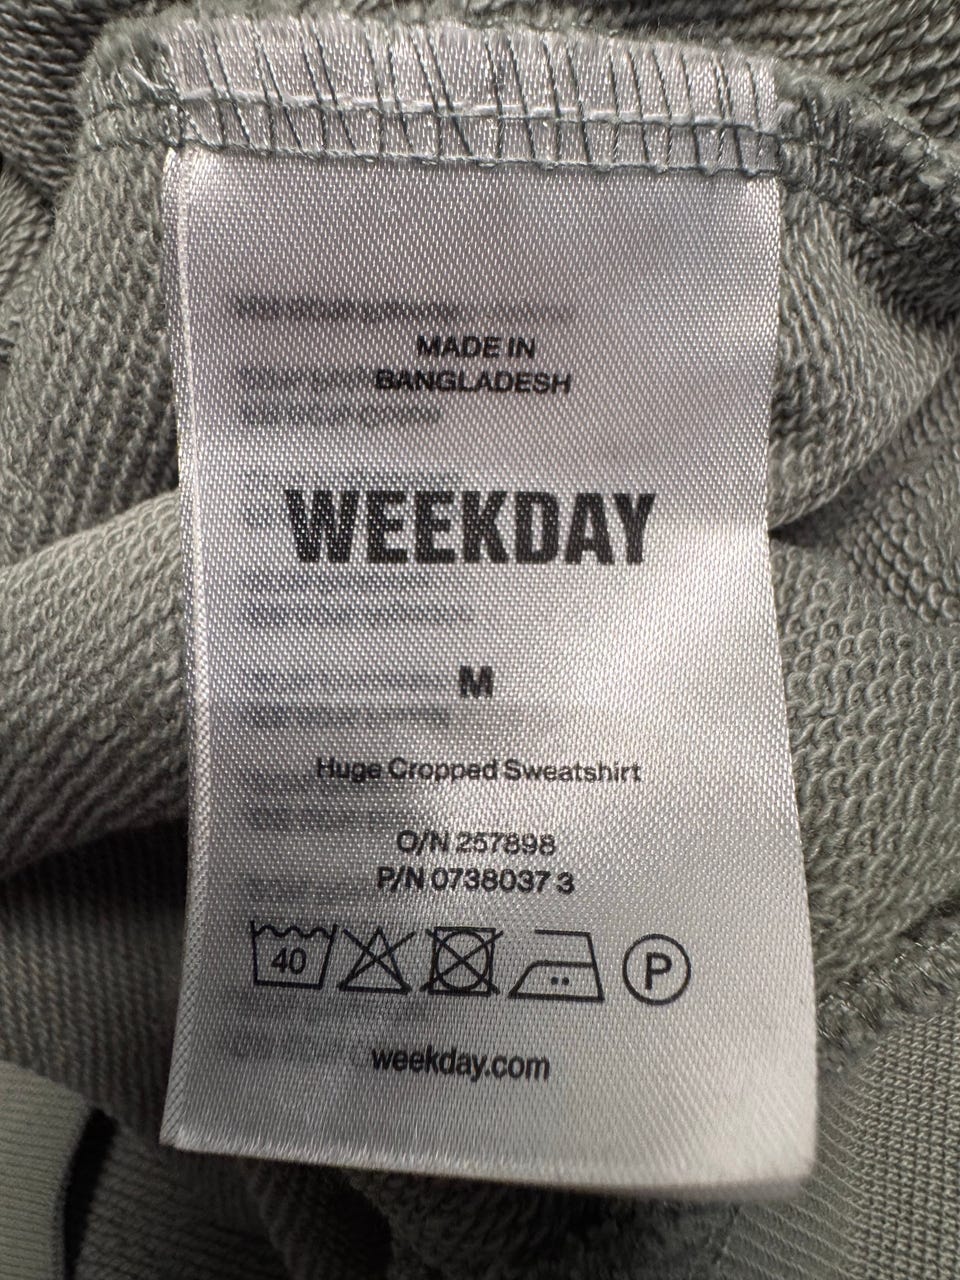 MADE IN
BANGLADESH
WEEKDAY
M
Huge Cropped Sweatshirt
O/N 257898
P/N 0738037 3
40 P
weekday.com